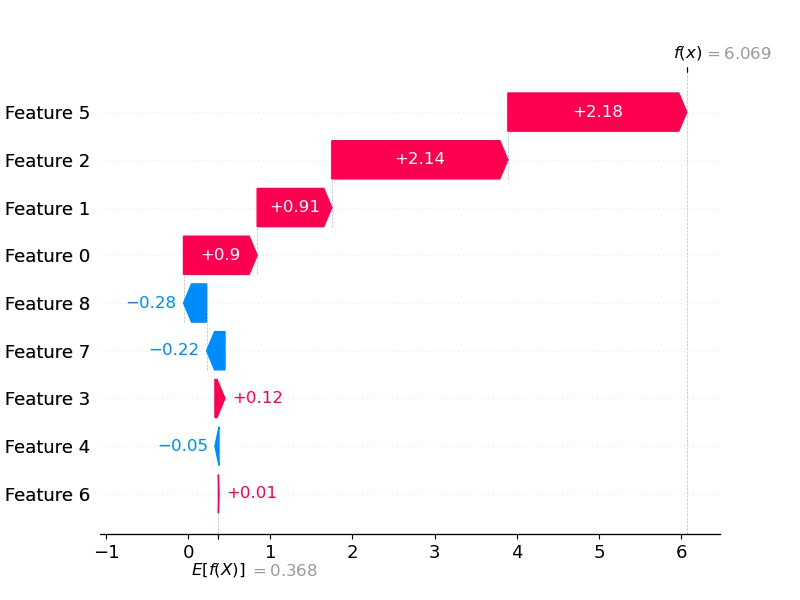 f(x) = 6.069
Feature 5 +2.18
Feature 2 +2.14
Feature 1 +0.91
Feature 0 +0.9
Feature 8 −0.28
Feature 7 −0.22
Feature 3 +0.12
Feature 4 −0.05
Feature 6 +0.01
−1 0 1 2 3 4 5 6
E[f(X)] = 0.368